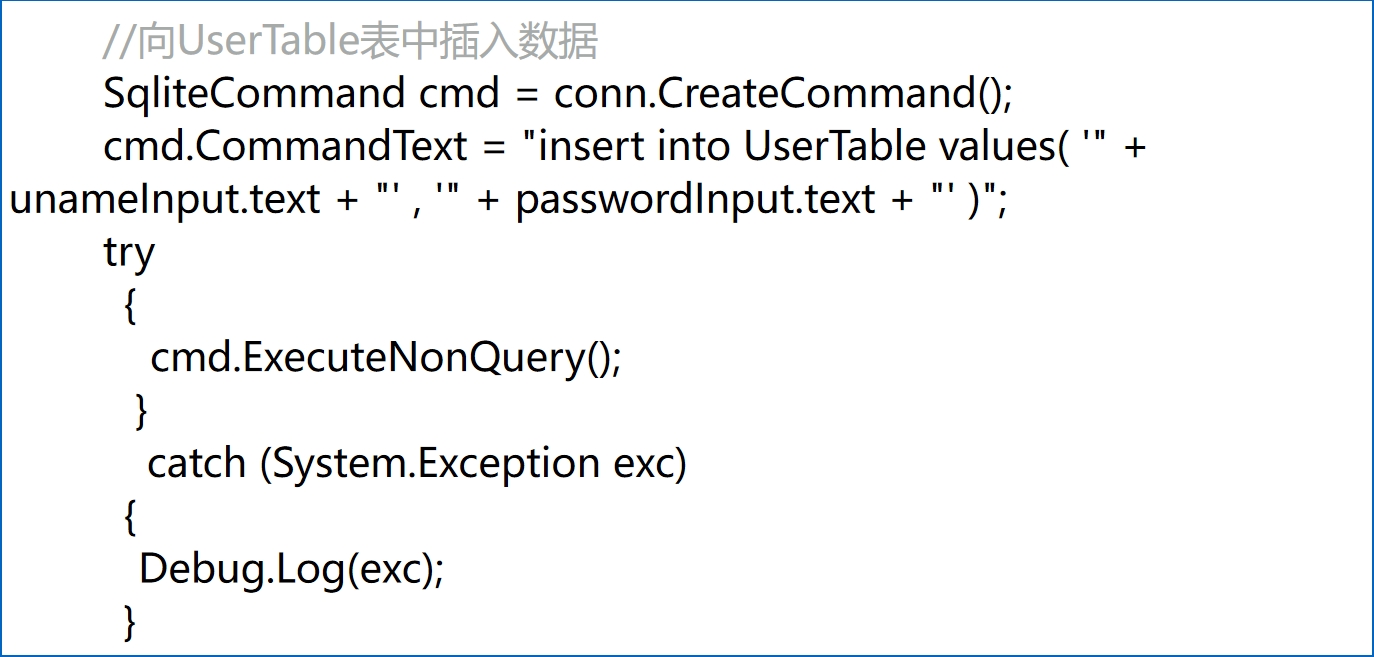 //向UserTable表中插入数据
SqliteCommand cmd = conn.CreateCommand();
cmd.CommandText = "insert into UserTable values( '" +
unameInput.text + "' , '" + passwordInput.text + "' )";
try
{
cmd.ExecuteNonQuery();
}
catch (System.Exception exc)
{
Debug.Log(exc);
}